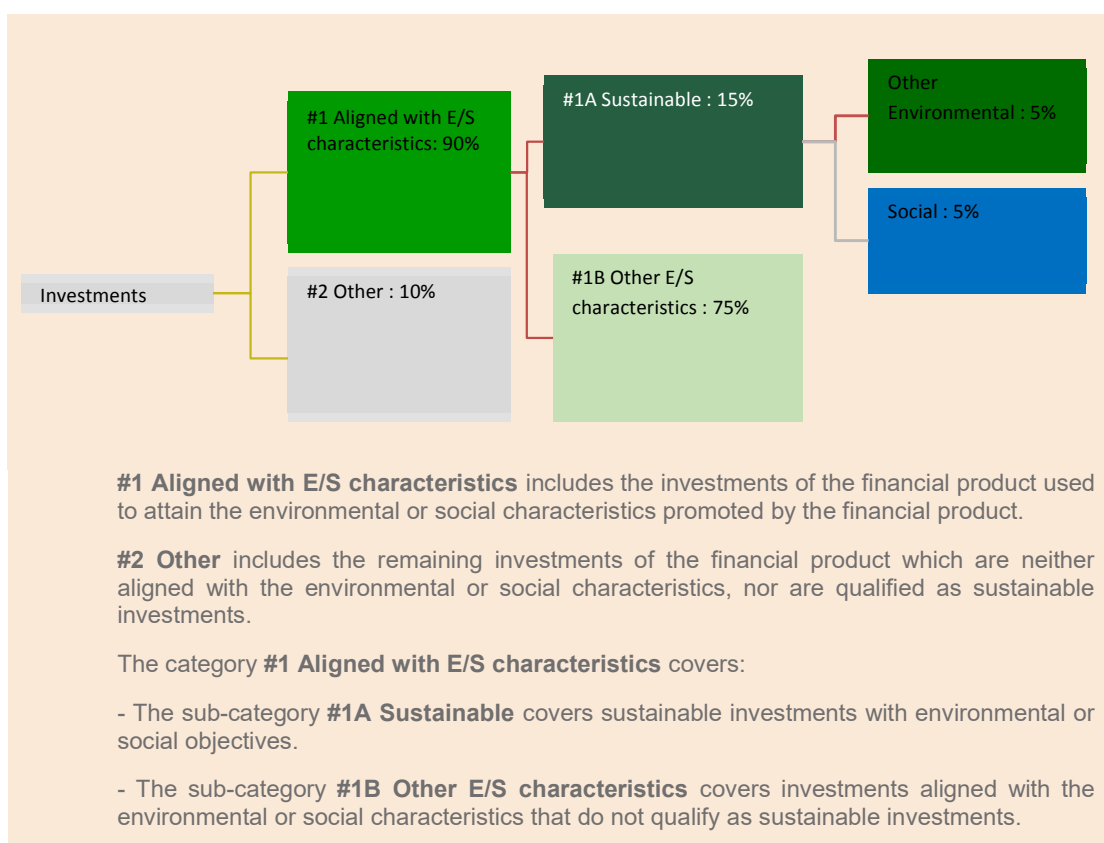 #1 Aligned with E/S
characteristics: 90%
#1A Sustainable : 15%
Other
Environmental : 5%
Social : 5%
Investments
#2 Other : 10%
#1B Other E/S
characteristics : 75%
#1 Aligned with E/S characteristics includes the investments of the financial product used
to attain the environmental or social characteristics promoted by the financial product.
#2 Other includes the remaining investments of the financial product which are neither
aligned with the environmental or social characteristics, nor are qualified as sustainable
investments.
The category #1 Aligned with E/S characteristics covers:
- The sub-category #1A Sustainable covers sustainable investments with environmental or
social objectives.
- The sub-category #1B Other E/S characteristics covers investments aligned with the
environmental or social characteristics that do not qualify as sustainable investments.